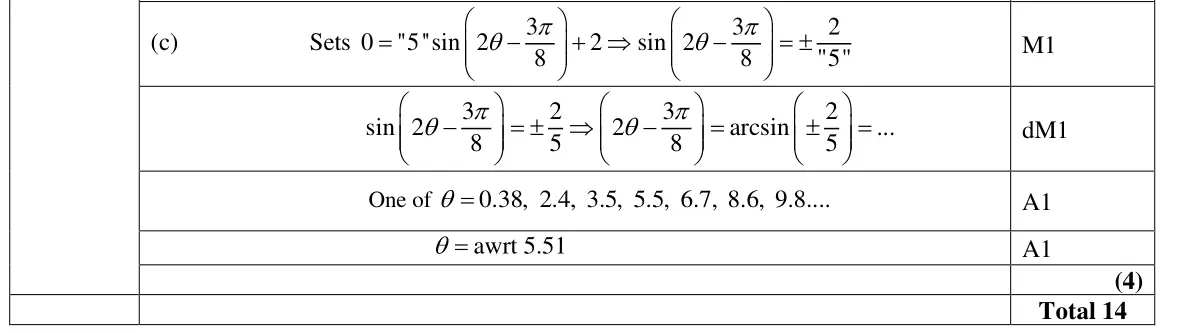 (c) Sets 0 = "5" sin(2θ − 3π/8) + 2 ⇒ sin(2θ − 3π/8) = ± 2/"5" M1
sin(2θ − 3π/8) = ± 2/5 ⇒ (2θ − 3π/8) = arcsin(± 2/5) = ... dM1
One of θ = 0.38, 2.4, 3.5, 5.5, 6.7, 8.6, 9.8.... A1
θ = awrt 5.51 A1
(4)
Total 14